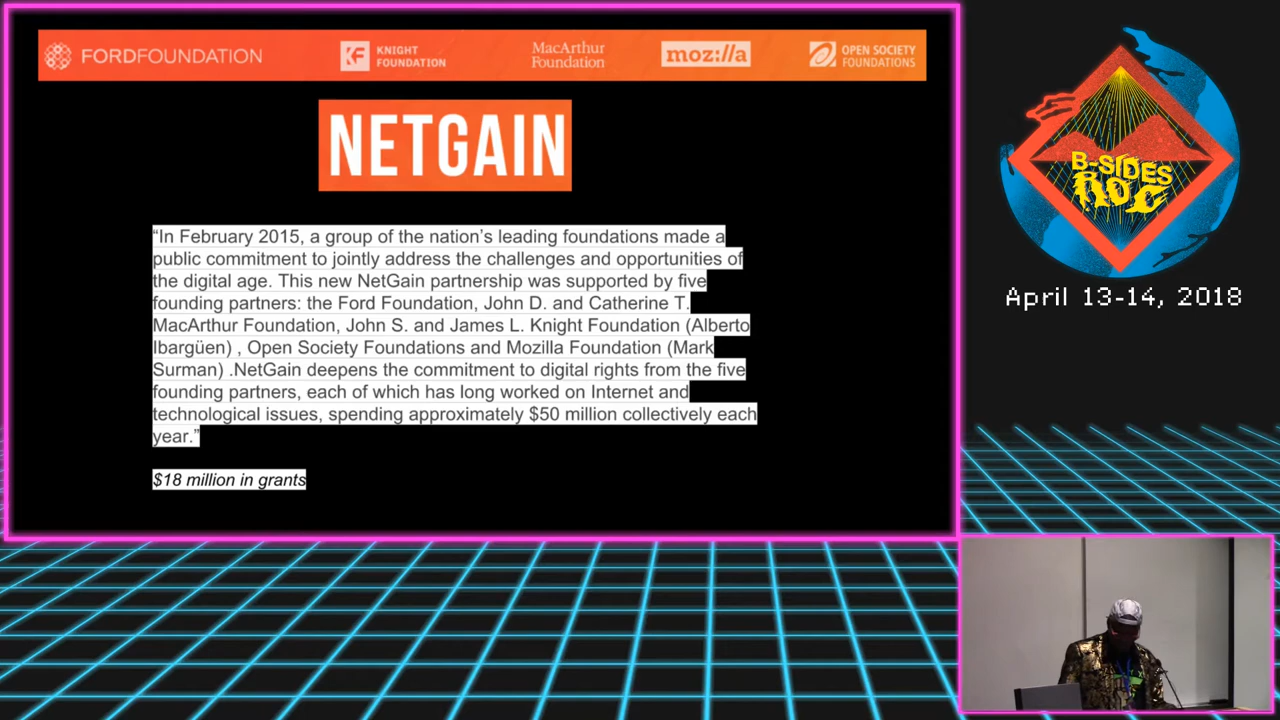 FORDFOUNDATION
KNIGHT
FOUNDATION
MacArthur
Foundation
moz://a
OPEN SOCIETY
FOUNDATIONS
NETGAIN
“In February 2015, a group of the nation’s leading foundations made a
public commitment to jointly address the challenges and opportunities of
the digital age. This new NetGain partnership was supported by five
founding partners: the Ford Foundation, John D. and Catherine T.
MacArthur Foundation, John S. and James L. Knight Foundation (Alberto
Ibargüen) , Open Society Foundations and Mozilla Foundation (Mark
Surman) .NetGain deepens the commitment to digital rights from the five
founding partners, each of which has long worked on Internet and
technological issues, spending approximately $50 million collectively each
year.”
$18 million in grants
B-SIDES
ROC
April 13-14, 2018